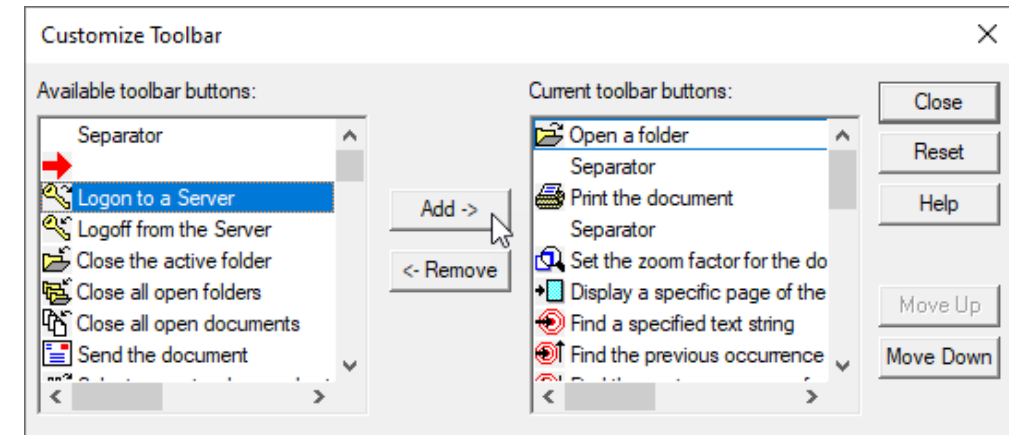 Customize Toolbar
Available toolbar buttons:
Separator
Logon to a Server
Logoff from the Server
Close the active folder
Close all open folders
Close all open documents
Send the document
Add ->
<- Remove
Current toolbar buttons:
Open a folder
Separator
Print the document
Separator
Set the zoom factor for the do
Display a specific page of the
Find a specified text string
Find the previous occurrence
Close
Reset
Help
Move Up
Move Down